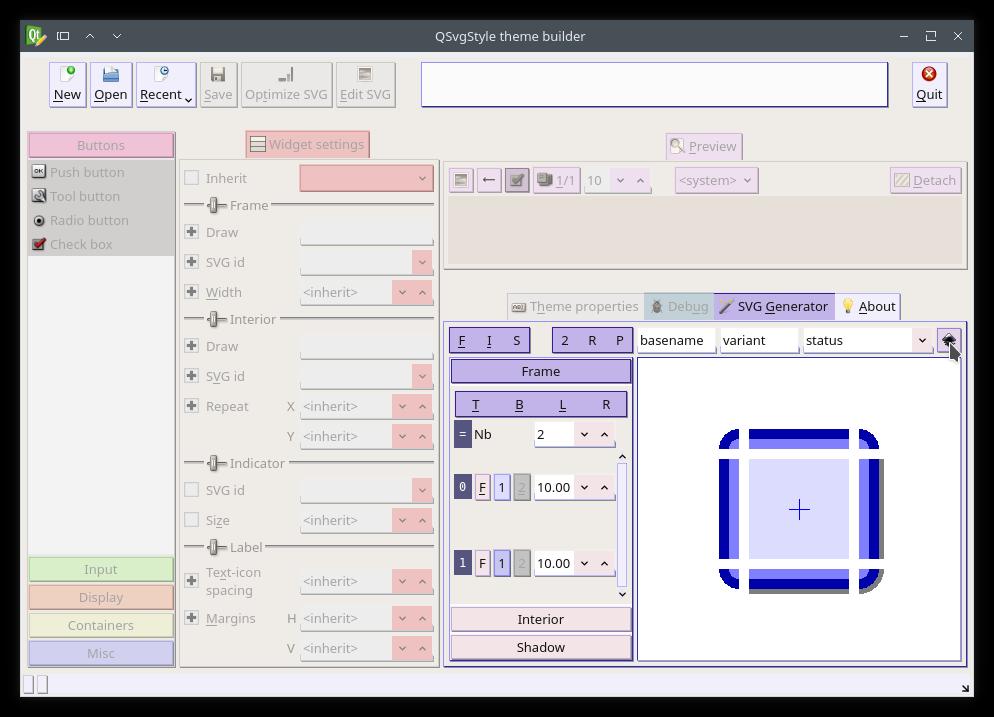 QSvgStyle theme builder
New Open Recent Save Optimize SVG Edit SVG Quit
Buttons
Push button
Tool button
Radio button
Check box
Input
Display
Containers
Misc
Widget settings
Inherit
Frame
Draw
SVG id
Width <inherit>
Interior
Draw
SVG id
Repeat X <inherit>
Y <inherit>
Indicator
SVG id
Size <inherit>
Label
Text-icon
spacing <inherit>
Margins H <inherit>
V <inherit>
Preview
1/1 10 <system> Detach
Theme properties Debug SVG Generator About
F I S 2 R P basename variant status
Frame
T B L R
= Nb 2
0 F 1 2 10.00
1 F 1 2 10.00
Interior
Shadow